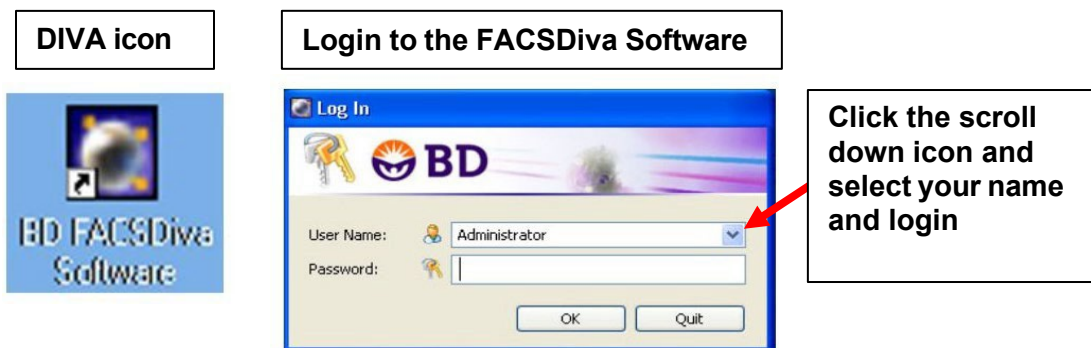 DIVA icon
Login to the FACSDiva Software
BD FACSDiva
Software
Log In
BD
User Name:
Administrator
Password:
OK
Quit
Click the scroll
down icon and
select your name
and login